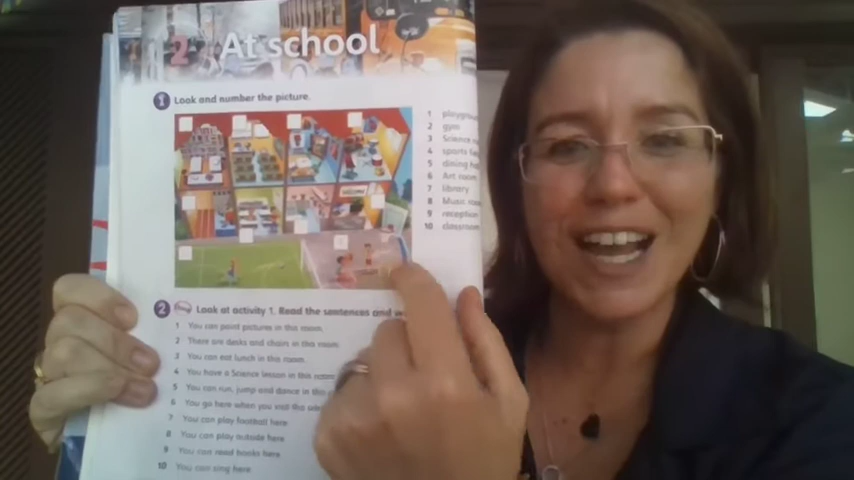 2 At school
1 Look and number the picture.
1 playgroun
2 gym
3 Science
4 sports
5 dining h
6 Art room
7 library
8 Music roo
9 reception
10 classroom
WELCOME
2 Look at activity 1. Read the sentences and w
1 You can paint pictures in this room.
2 There are desks and chairs in this room.
3 You can eat lunch in this room.
4 You have a Science lesson in this room
5 You can run, jump and dance in this
6 You go here when you visit the
7 You can play football here.
8 You can play outside here.
9 You can read books here.
10 You can sing here.